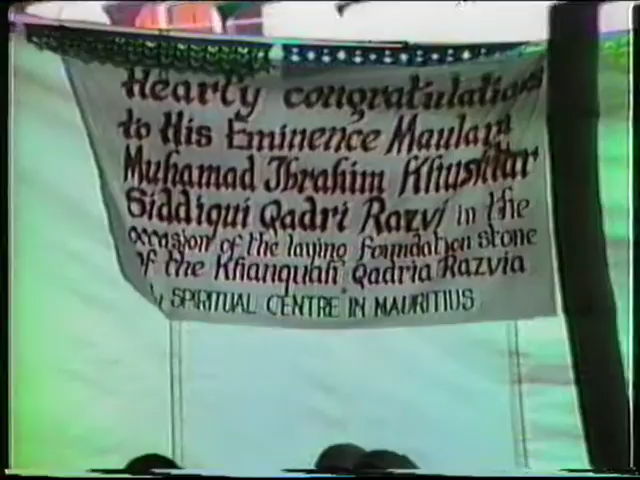 Hearty congratulations
to His Eminence Maulana
Muhamad Ibrahim Khushtar
Siddiqui Qadri Razvi in the
occasion of the laying foundation stone
of the Khanquah Qadria Razvia
SPIRITUAL CENTRE IN MAURITIUS